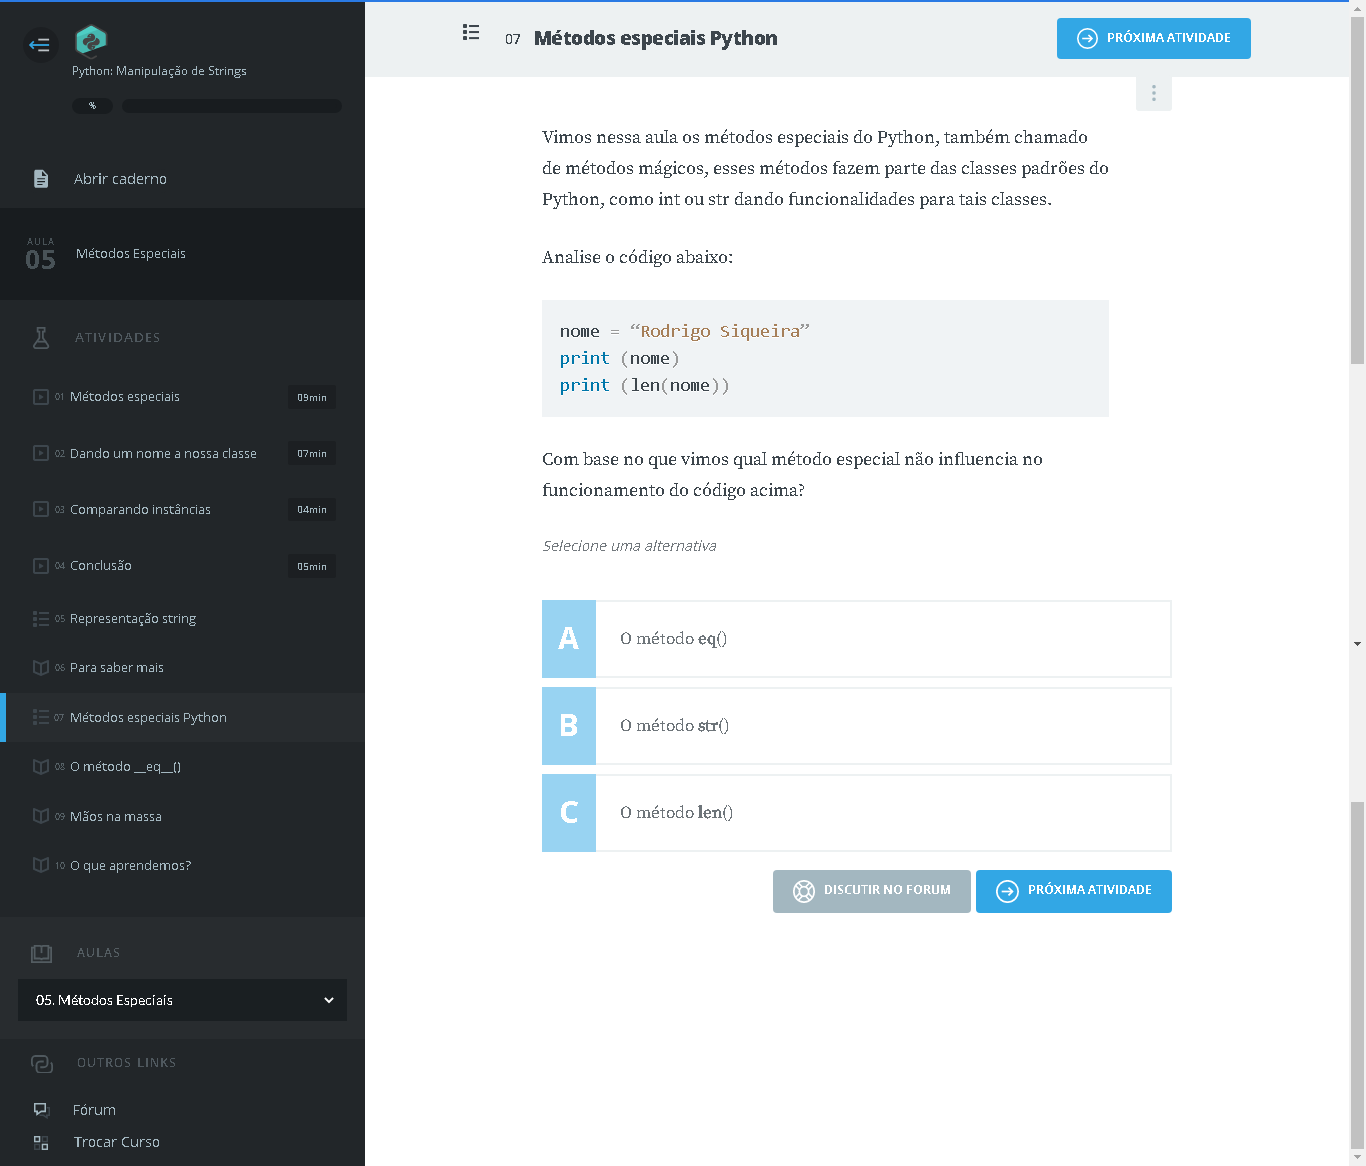 Python: Manipulação de Strings
%
Abrir caderno
AULA
05
Métodos Especiais
ATIVIDADES
01 Métodos especiais 09min
02 Dando um nome a nossa classe 07min
03 Comparando instâncias 04min
04 Conclusão 05min
05 Representação string
06 Para saber mais
07 Métodos especiais Python
08 O método __eq__()
09 Mãos na massa
10 O que aprendemos?
AULAS
05. Métodos Especiais
OUTROS LINKS
Fórum
Trocar Curso
07 Métodos especiais Python
PRÓXIMA ATIVIDADE
Vimos nessa aula os métodos especiais do Python, também chamado
de métodos mágicos, esses métodos fazem parte das classes padrões do
Python, como int ou str dando funcionalidades para tais classes.
Analise o código abaixo:
nome = “Rodrigo Siqueira”
print (nome)
print (len(nome))
Com base no que vimos qual método especial não influencia no
funcionamento do código acima?
Selecione uma alternativa
A O método eq()
B O método str()
C O método len()
DISCUTIR NO FORUM
PRÓXIMA ATIVIDADE